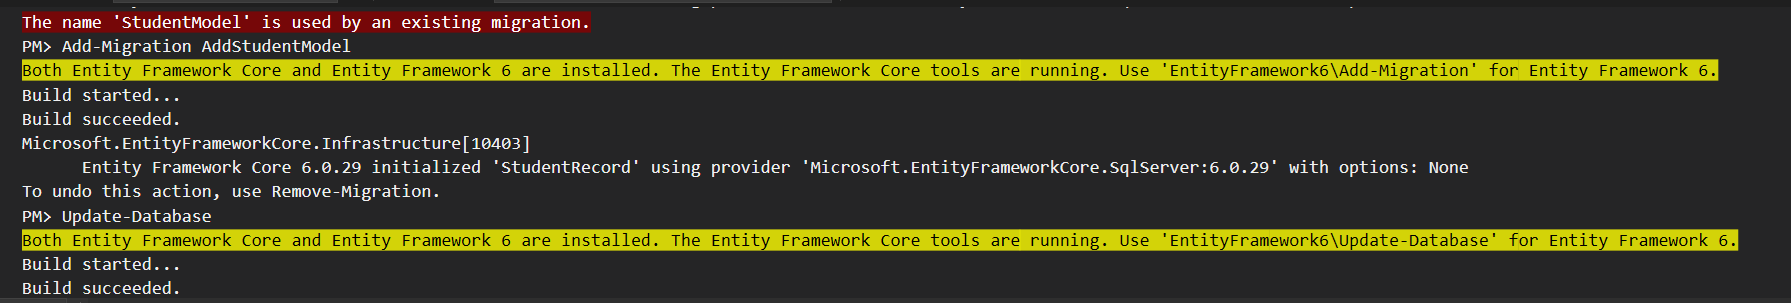 The name 'StudentModel' is used by an existing migration.
PM> Add-Migration AddStudentModel
Both Entity Framework Core and Entity Framework 6 are installed. The Entity Framework Core tools are running. Use 'EntityFramework6\Add-Migration' for Entity Framework 6.
Build started...
Build succeeded.
Microsoft.EntityFrameworkCore.Infrastructure[10403]
Entity Framework Core 6.0.29 initialized 'StudentRecord' using provider 'Microsoft.EntityFrameworkCore.SqlServer:6.0.29' with options: None
To undo this action, use Remove-Migration.
PM> Update-Database
Both Entity Framework Core and Entity Framework 6 are installed. The Entity Framework Core tools are running. Use 'EntityFramework6\Update-Database' for Entity Framework 6.
Build started...
Build succeeded.